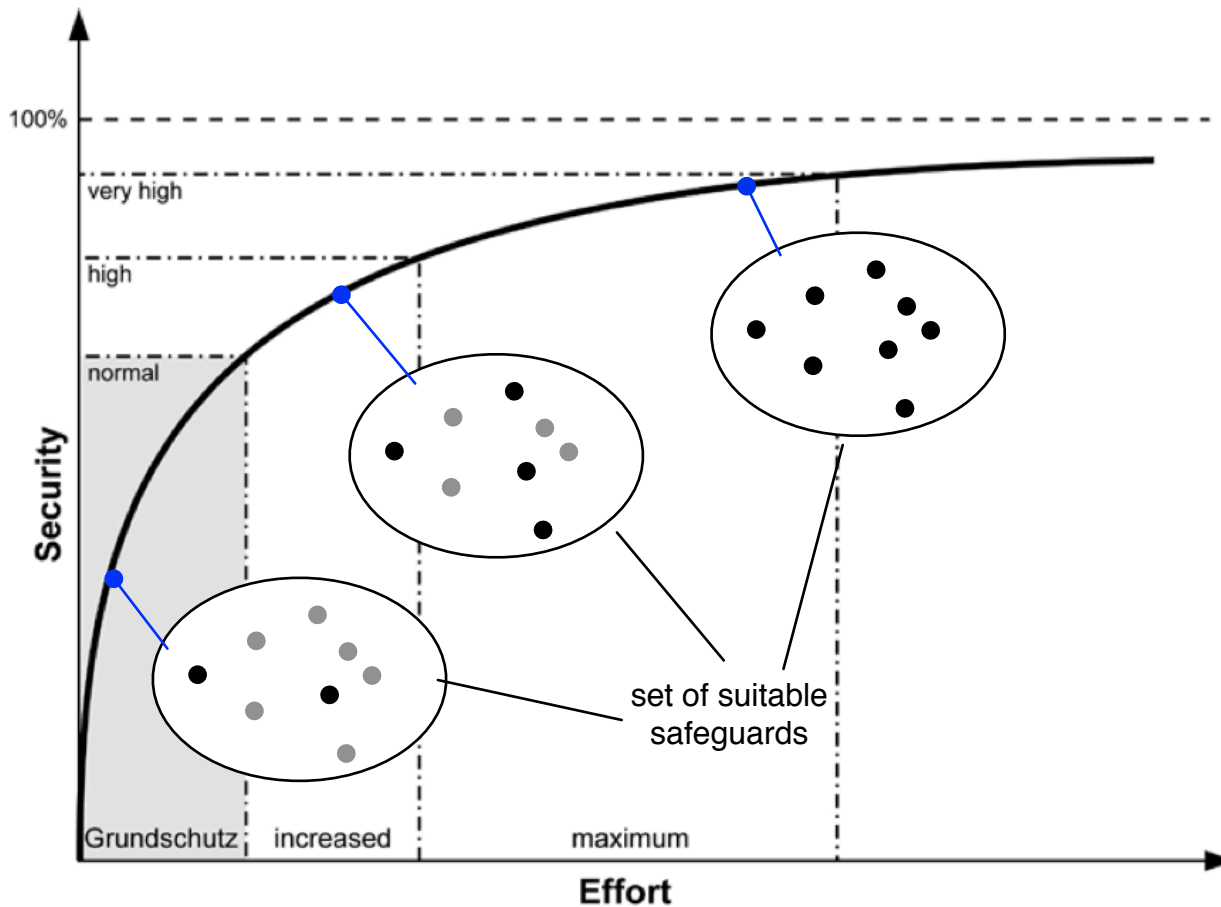 100%
very high
high
normal
Security
set of suitable
safeguards
Grundschutz
increased
maximum
Effort